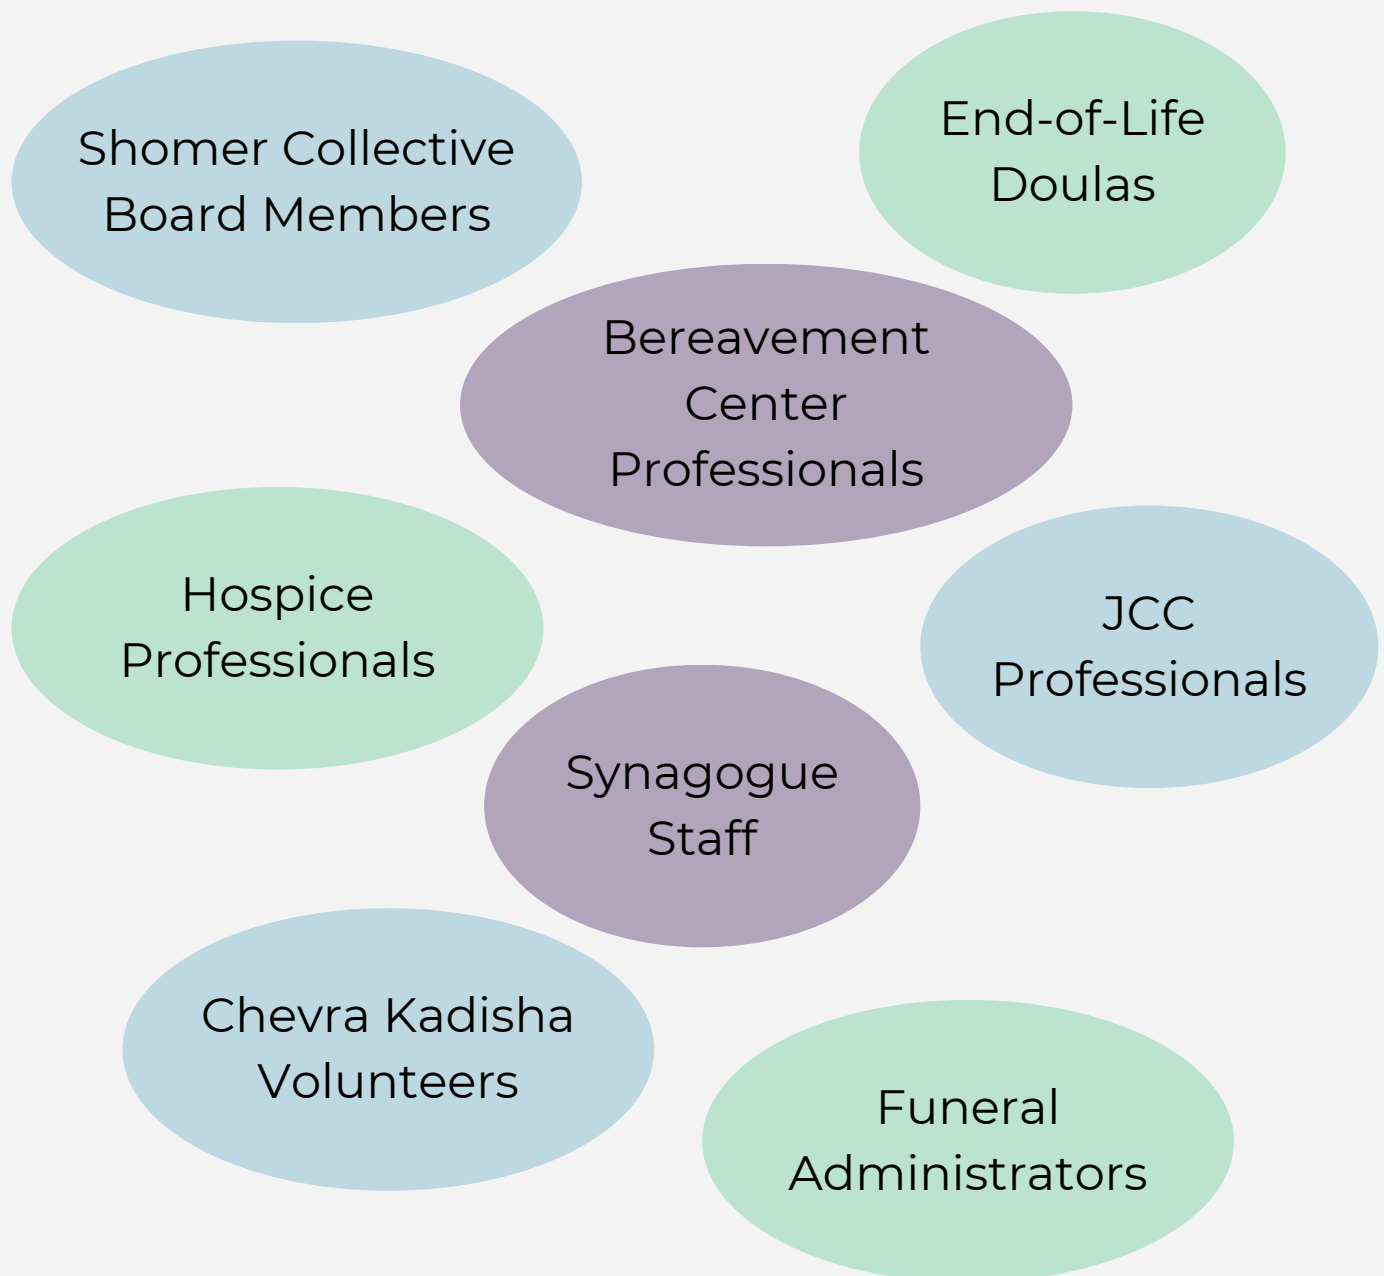 Shomer Collective
Board Members
End-of-Life
Doulas
Bereavement
Center
Professionals
Hospice
Professionals
JCC
Professionals
Synagogue
Staff
Chevra Kadisha
Volunteers
Funeral
Administrators